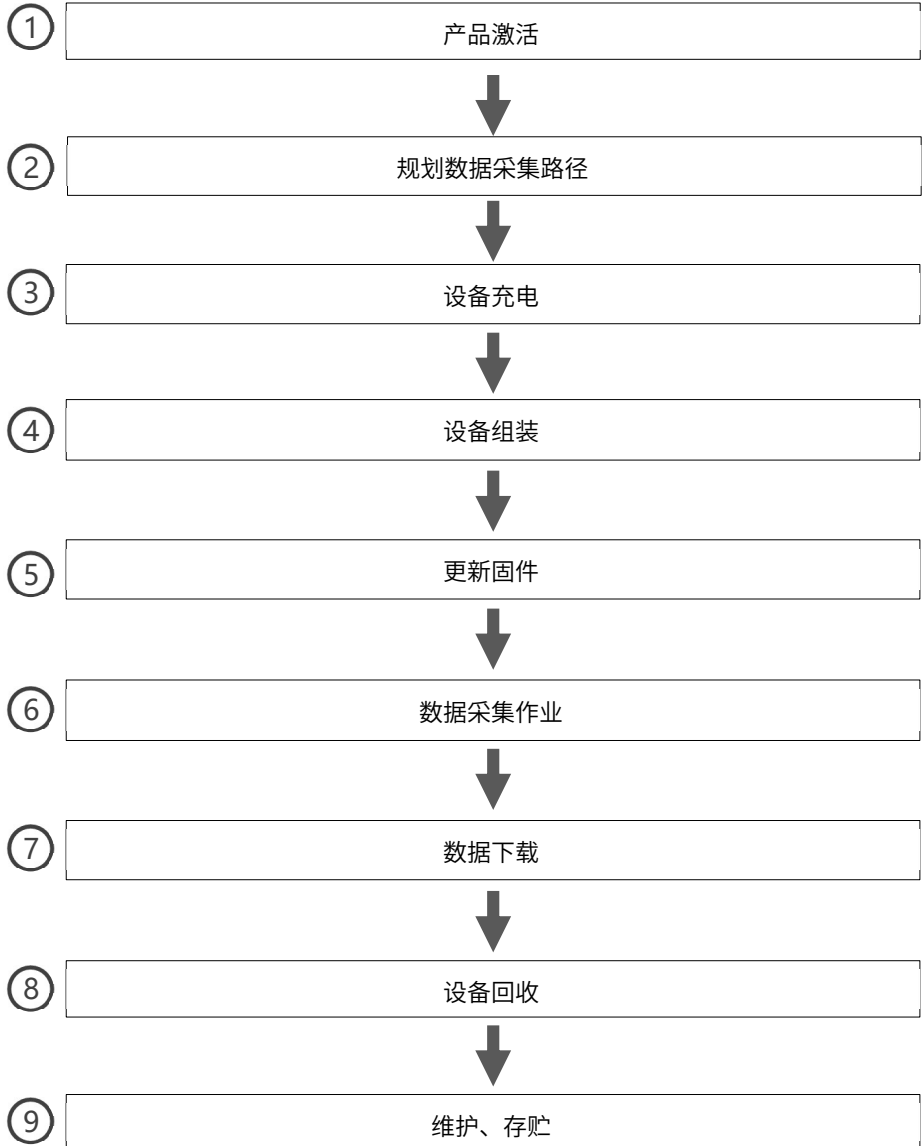 ① 产品激活
② 规划数据采集路径
③ 设备充电
④ 设备组装
⑤ 更新固件
⑥ 数据采集作业
⑦ 数据下载
⑧ 设备回收
⑨ 维护、存贮